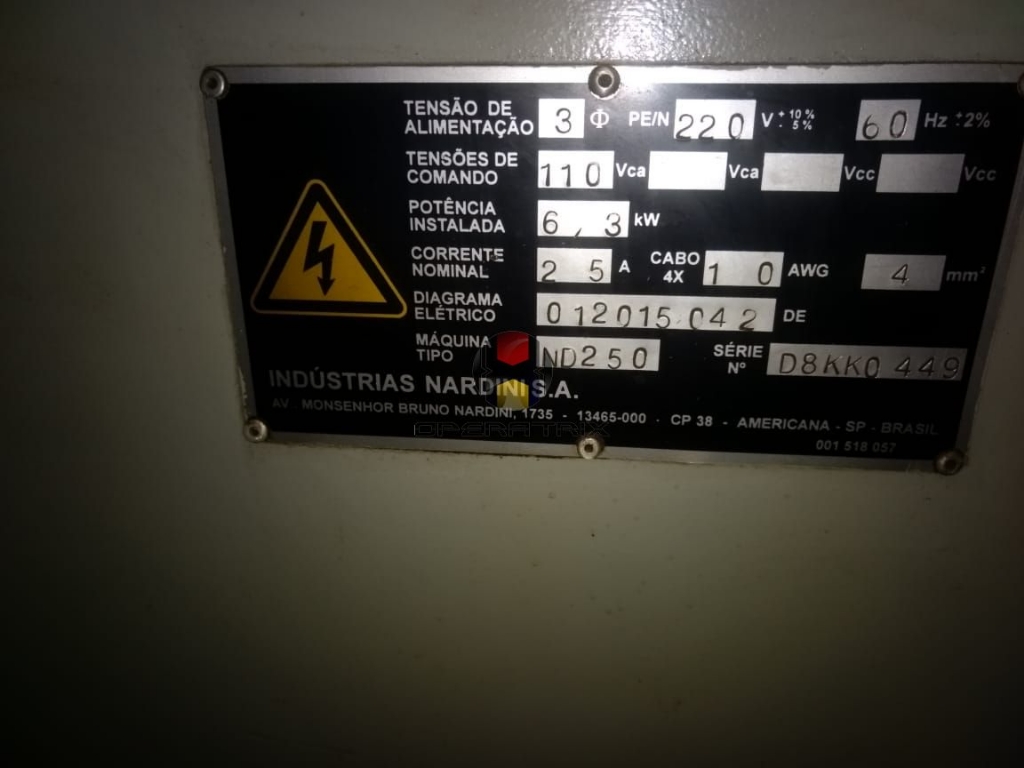 TENSÃO DE ALIMENTAÇÃO 3 Φ PE/N 220 V +10% -5% 60 Hz ±2%
TENSÕES DE COMANDO 110 Vca Vca Vcc Vcc
POTÊNCIA INSTALADA 6,3 kW
CORRENTE NOMINAL 25 A CABO 4X 10 AWG 4 mm²
DIAGRAMA ELÉTRICO 012015.042 DE
MÁQUINA TIPO ND250 SÉRIE Nº D8KK0449
INDÚSTRIAS NARDINI S.A.
AV. MONSENHOR BRUNO NARDINI, 1735 - 13465-000 . CP 38 - AMERICANA - SP - BRASIL
OPERATRIX
001 518 057